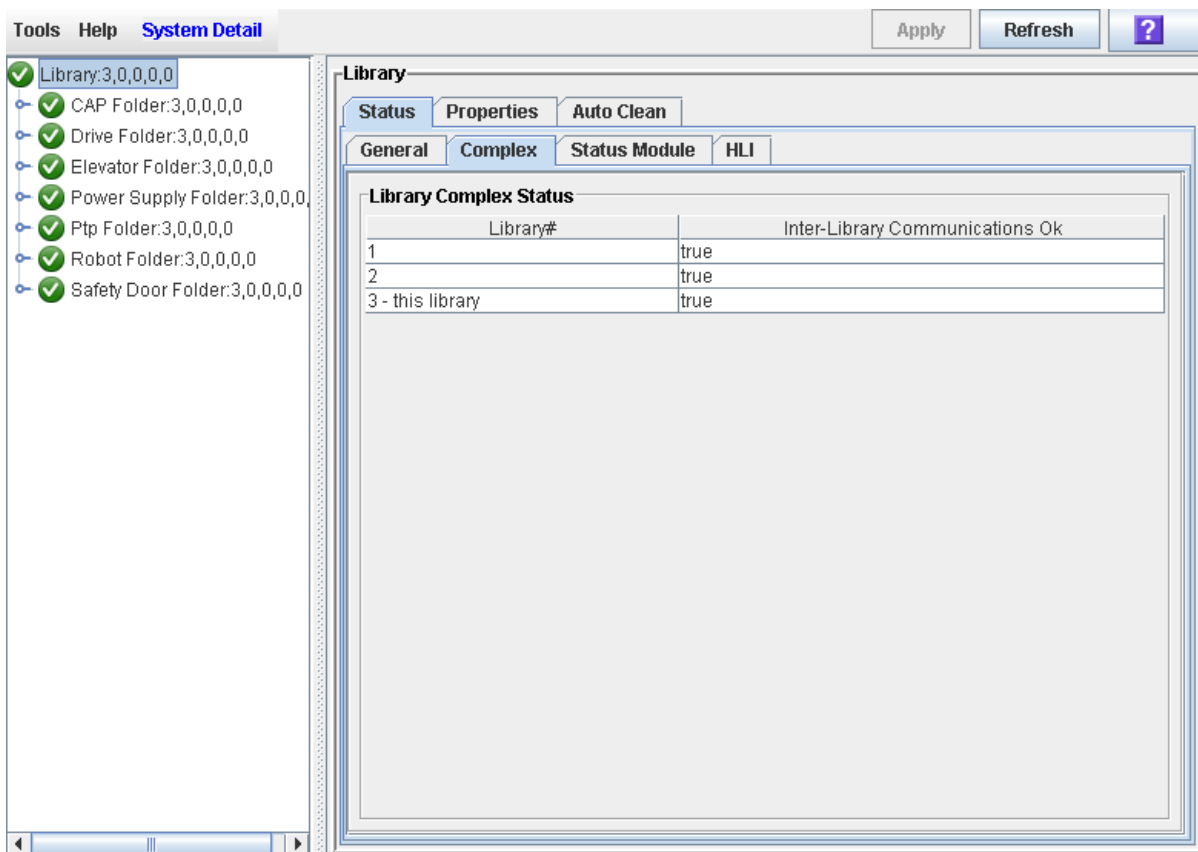 Tools Help System Detail Apply Refresh ?
Library:3,0,0,0,0
CAP Folder:3,0,0,0,0
Drive Folder:3,0,0,0,0
Elevator Folder:3,0,0,0,0
Power Supply Folder:3,0,0,0,
Ptp Folder:3,0,0,0,0
Robot Folder:3,0,0,0,0
Safety Door Folder:3,0,0,0,0
Library
Status Properties Auto Clean
General Complex Status Module HLI
Library Complex Status
Library# Inter-Library Communications Ok
1 true
2 true
3 - this library true